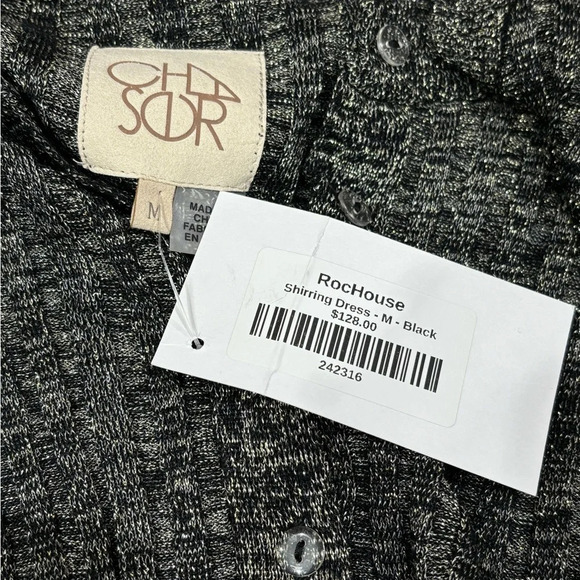 CHA
SOR
M
MAD
CH
FAB
EN
RocHouse
Shirring Dress - M - Black
$128.00
242316